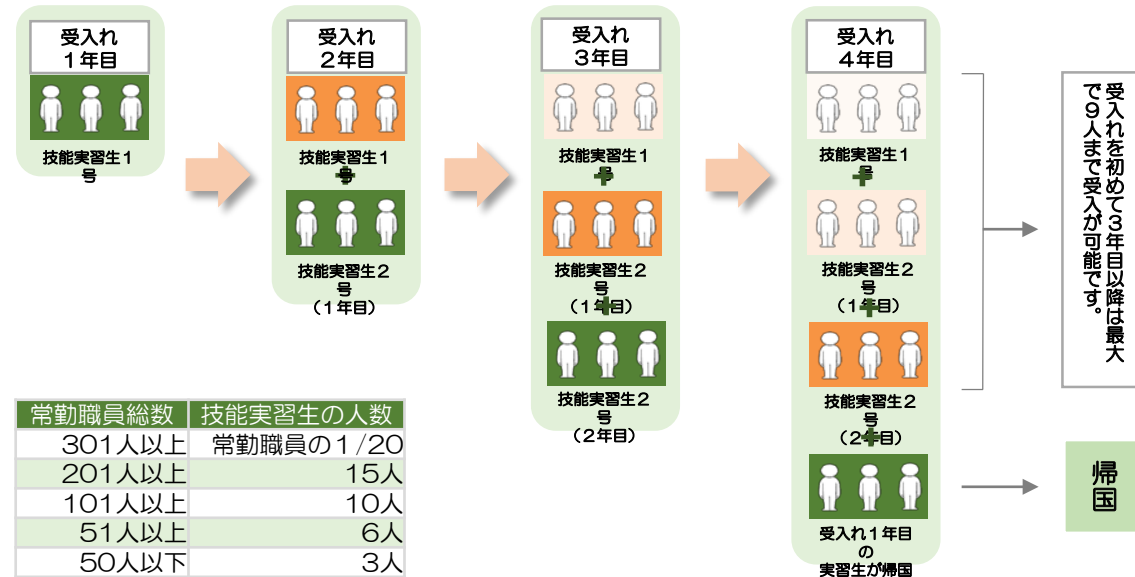 受入れ
1年目
技能実習生1
号
受入れ
2年目
技能実習生1
号
+
技能実習生2
号
(1年目)
受入れ
3年目
技能実習生1
号
+
技能実習生2
号
(1年目)
+
技能実習生2
号
(2年目)
受入れ
4年目
技能実習生1
号
+
技能実習生2
号
(1年目)
+
技能実習生2
号
(2年目)
+
受入れ1年目
の
実習生が帰国
受入れを初めて3年目以降は最大
で9人まで受入が可能です。
帰国
常勤職員総数 技能実習生の人数
301人以上 常勤職員の1/20
201人以上 15人
101人以上 10人
51人以上 6人
50人以下 3人